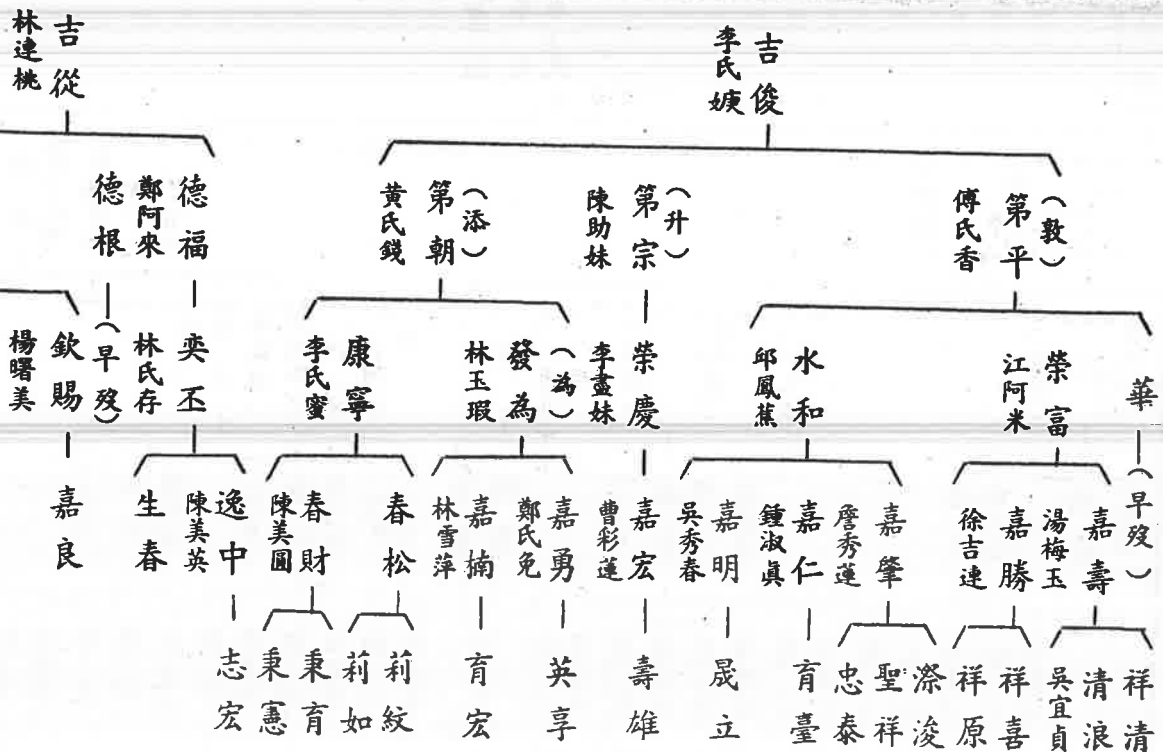 吉俊
李氏㛴
吉從
林連桃
（敦）
第平
傅氏香
（升）
第宗
陳助妹
（添）
第朝
黃氏錢
德福
鄭阿來
德根
華
（早歿）
榮富
江阿米
水和
邱鳳蕉
榮慶
李盡妹
（為）
發為
林玉瑕
康寧
李氏蜜
奕丕
林氏存
（早歿）
欽賜
楊曙美
嘉壽
湯梅玉
嘉勝
徐吉連
嘉肇
詹秀蓮
嘉仁
鍾淑眞
嘉明
吳秀春
嘉宏
曹彩蓮
嘉勇
鄭氏免
嘉楠
林雪萍
春松
春財
陳美圓
逸中
陳美英
生春
嘉良
祥清
清浪
吳宜貞
祥喜
祥原
漈浚
聖祥
忠泰
育臺
晟立
壽雄
英享
育宏
莉紋
莉如
秉育
秉憲
志宏